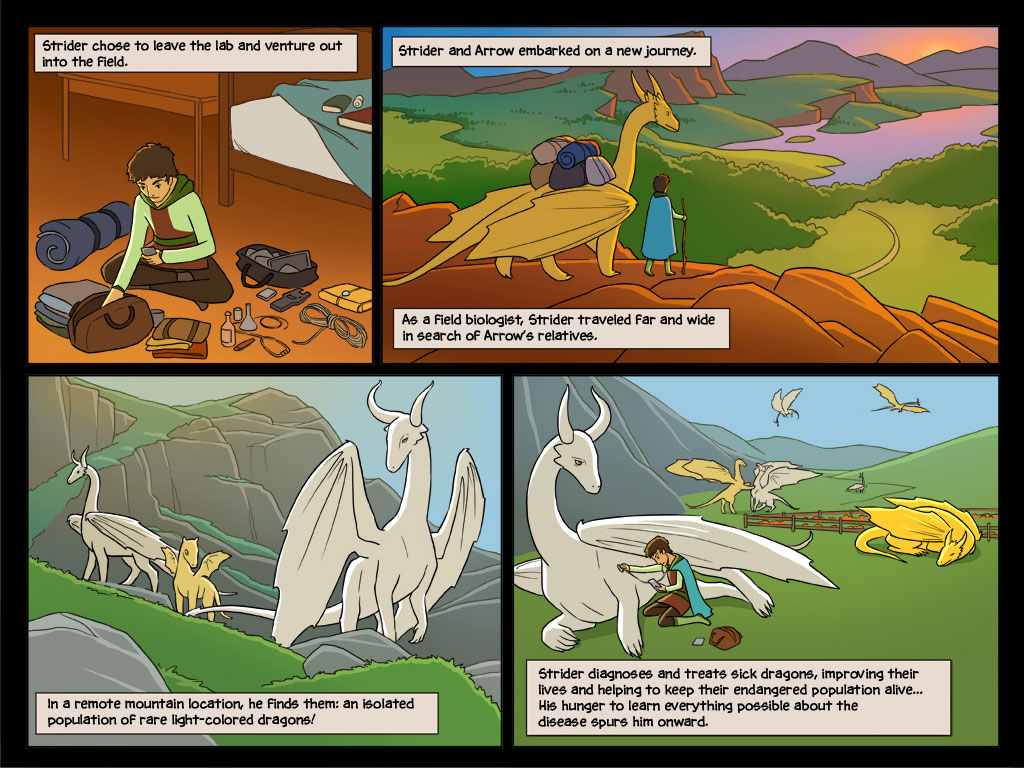 Strider chose to leave the lab and venture out
into the field.
Strider and Arrow embarked on a new journey.
As a field biologist, Strider traveled far and wide
in search of Arrow's relatives.
In a remote mountain location, he finds them: an isolated
population of rare light-colored dragons!
Strider diagnoses and treats sick dragons, improving their
lives and helping to keep their endangered population alive...
His hunger to learn everything possible about the
disease spurs him onward.